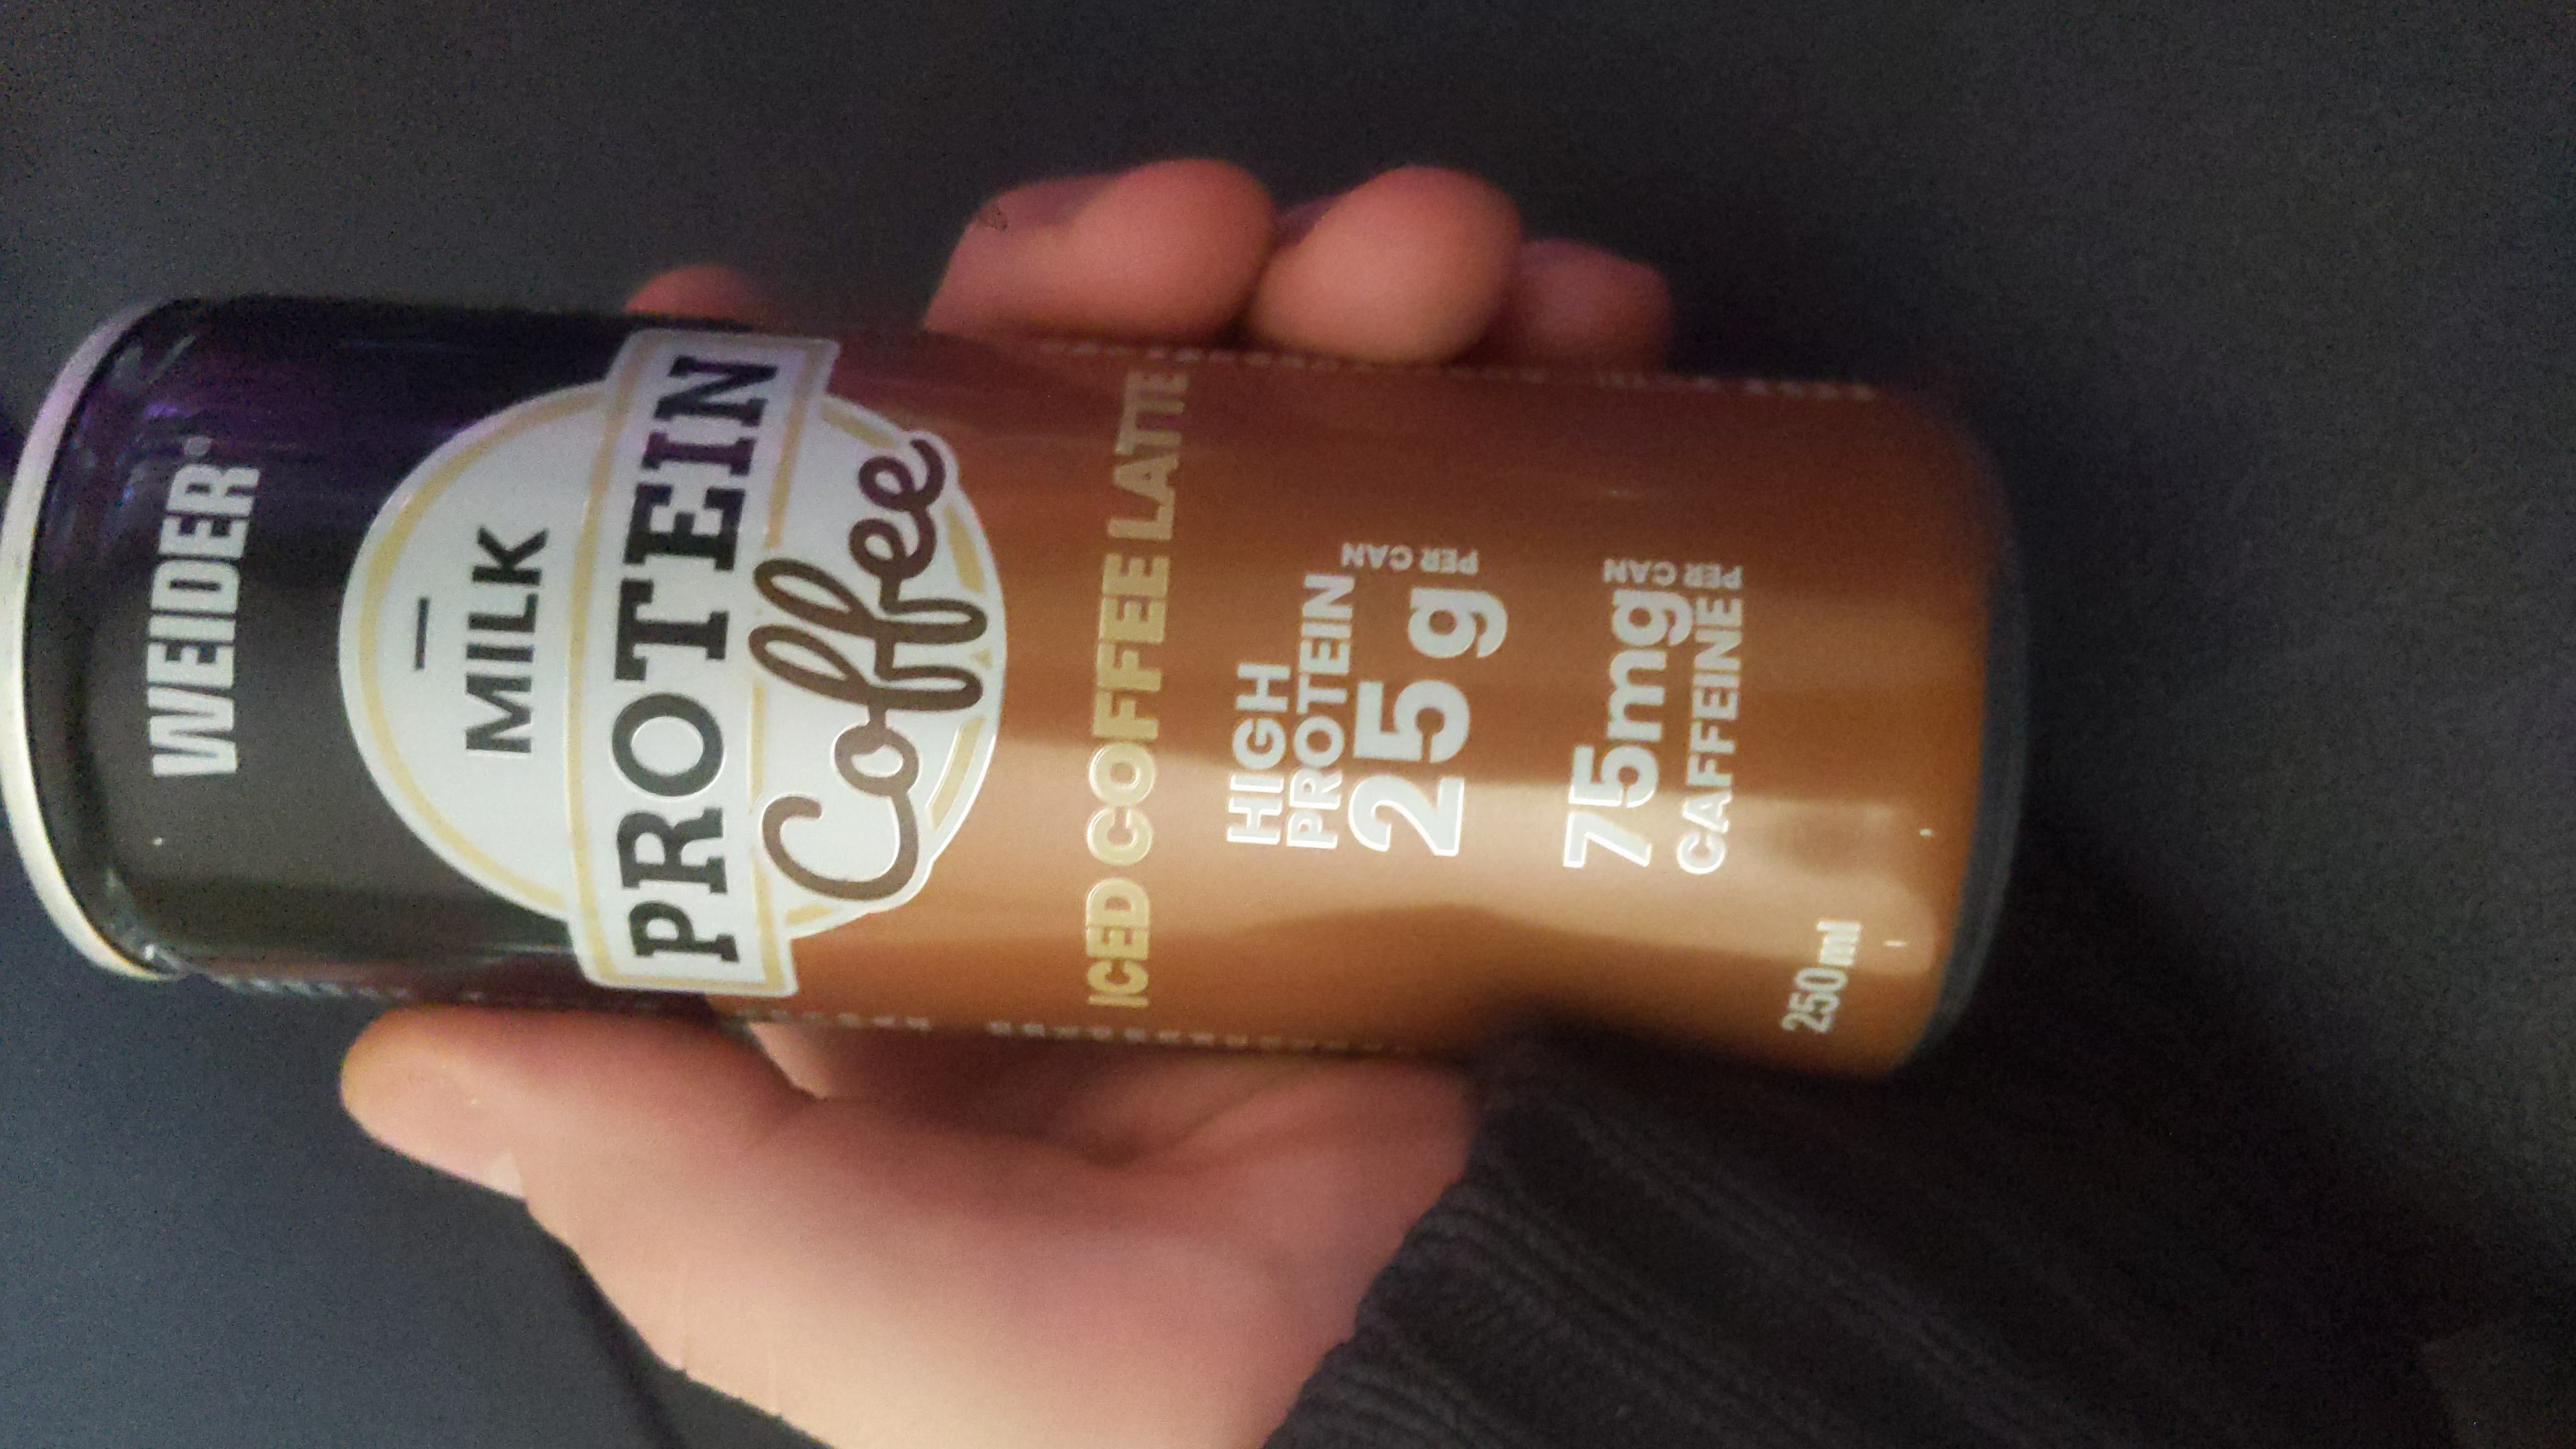 WEIDER®
MILK
PROTEIN
Coffee
ICED COFFEE LATTE
HIGH
PROTEIN
25 g
PER CAN
75mg
CAFFEINE
PER CAN
250ml